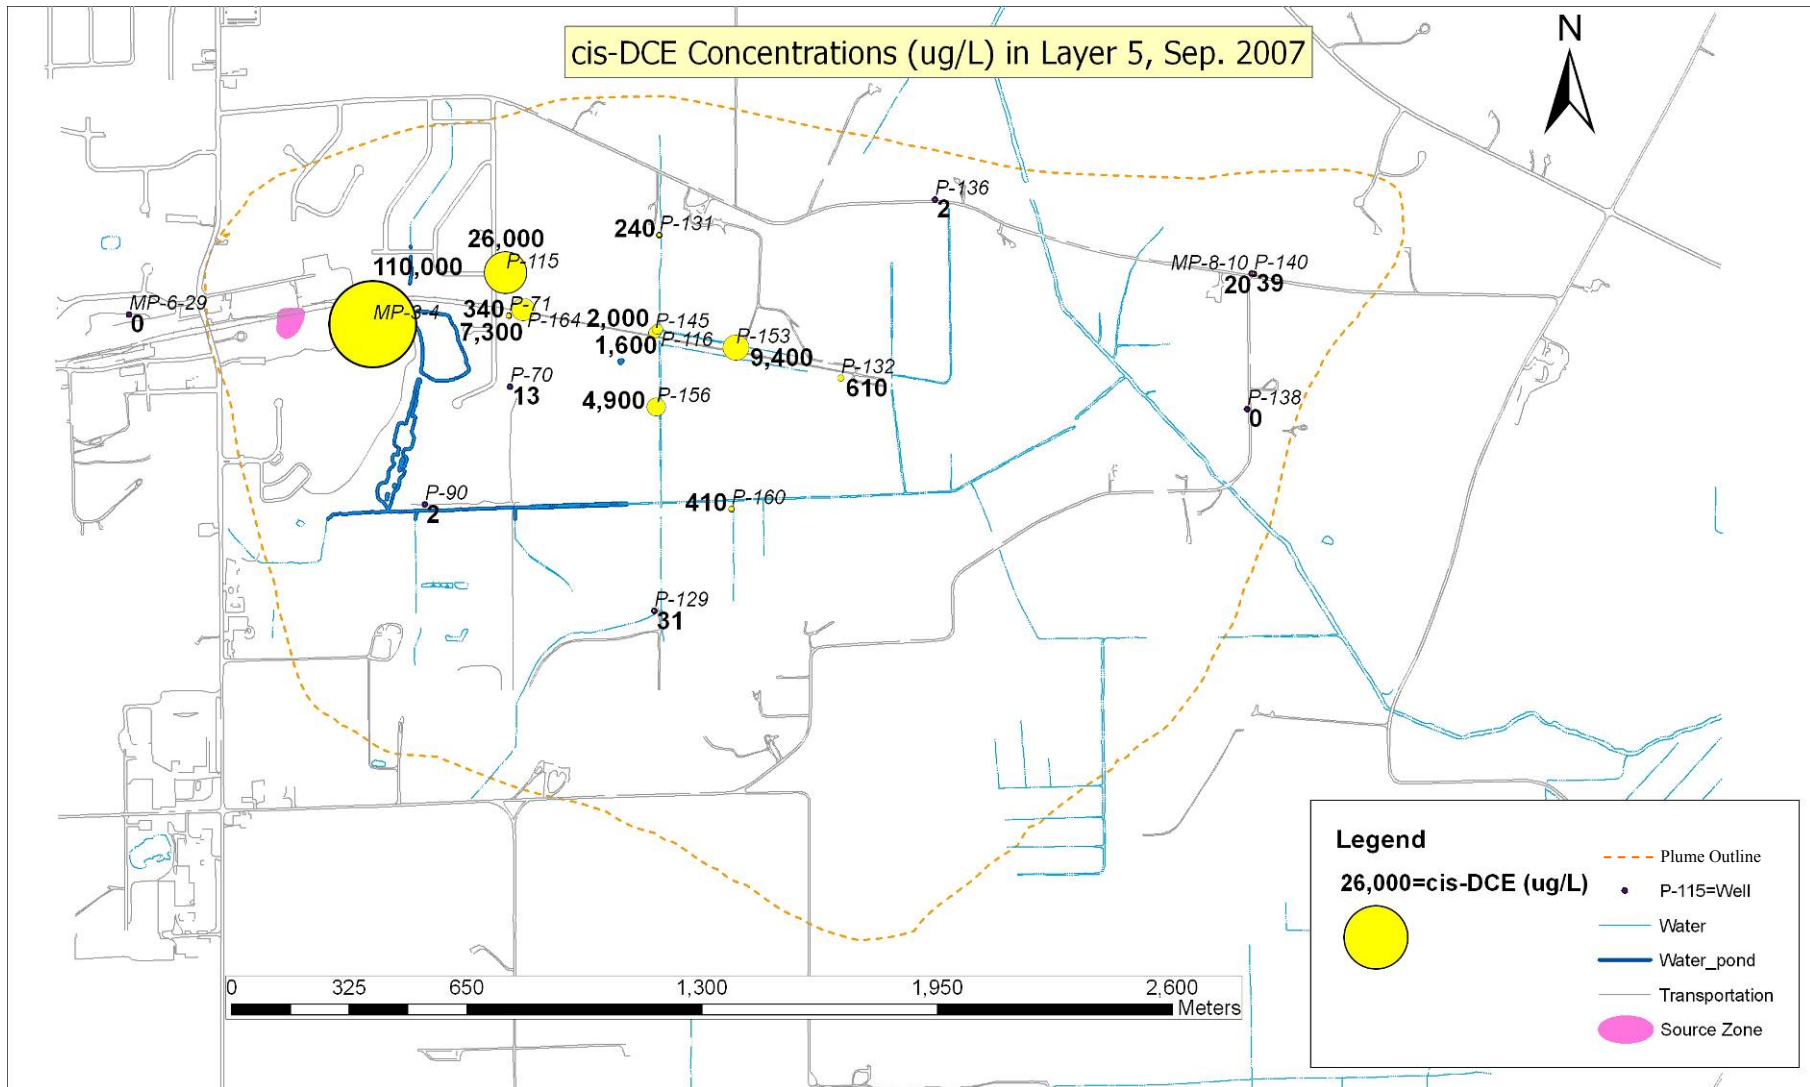 cis-DCE Concentrations (ug/L) in Layer 5, Sep. 2007
N
P-136
2
240 P-131
26,000
P-115
110,000
MP-8-10 P-140
20 39
MP-6-29
0
MP-3-4
340 P-71
P-164
7,300
2,000 P-145
1,600 P-116
P-153
9,400
P-132
610
P-70
13
4,900 P-156
P-138
0
P-90
2
410 P-160
P-129
31
Legend
26,000=cis-DCE (ug/L)
Plume Outline
P-115=Well
Water
Water_pond
Transportation
Source Zone
0 325 650 1,300 1,950 2,600
Meters